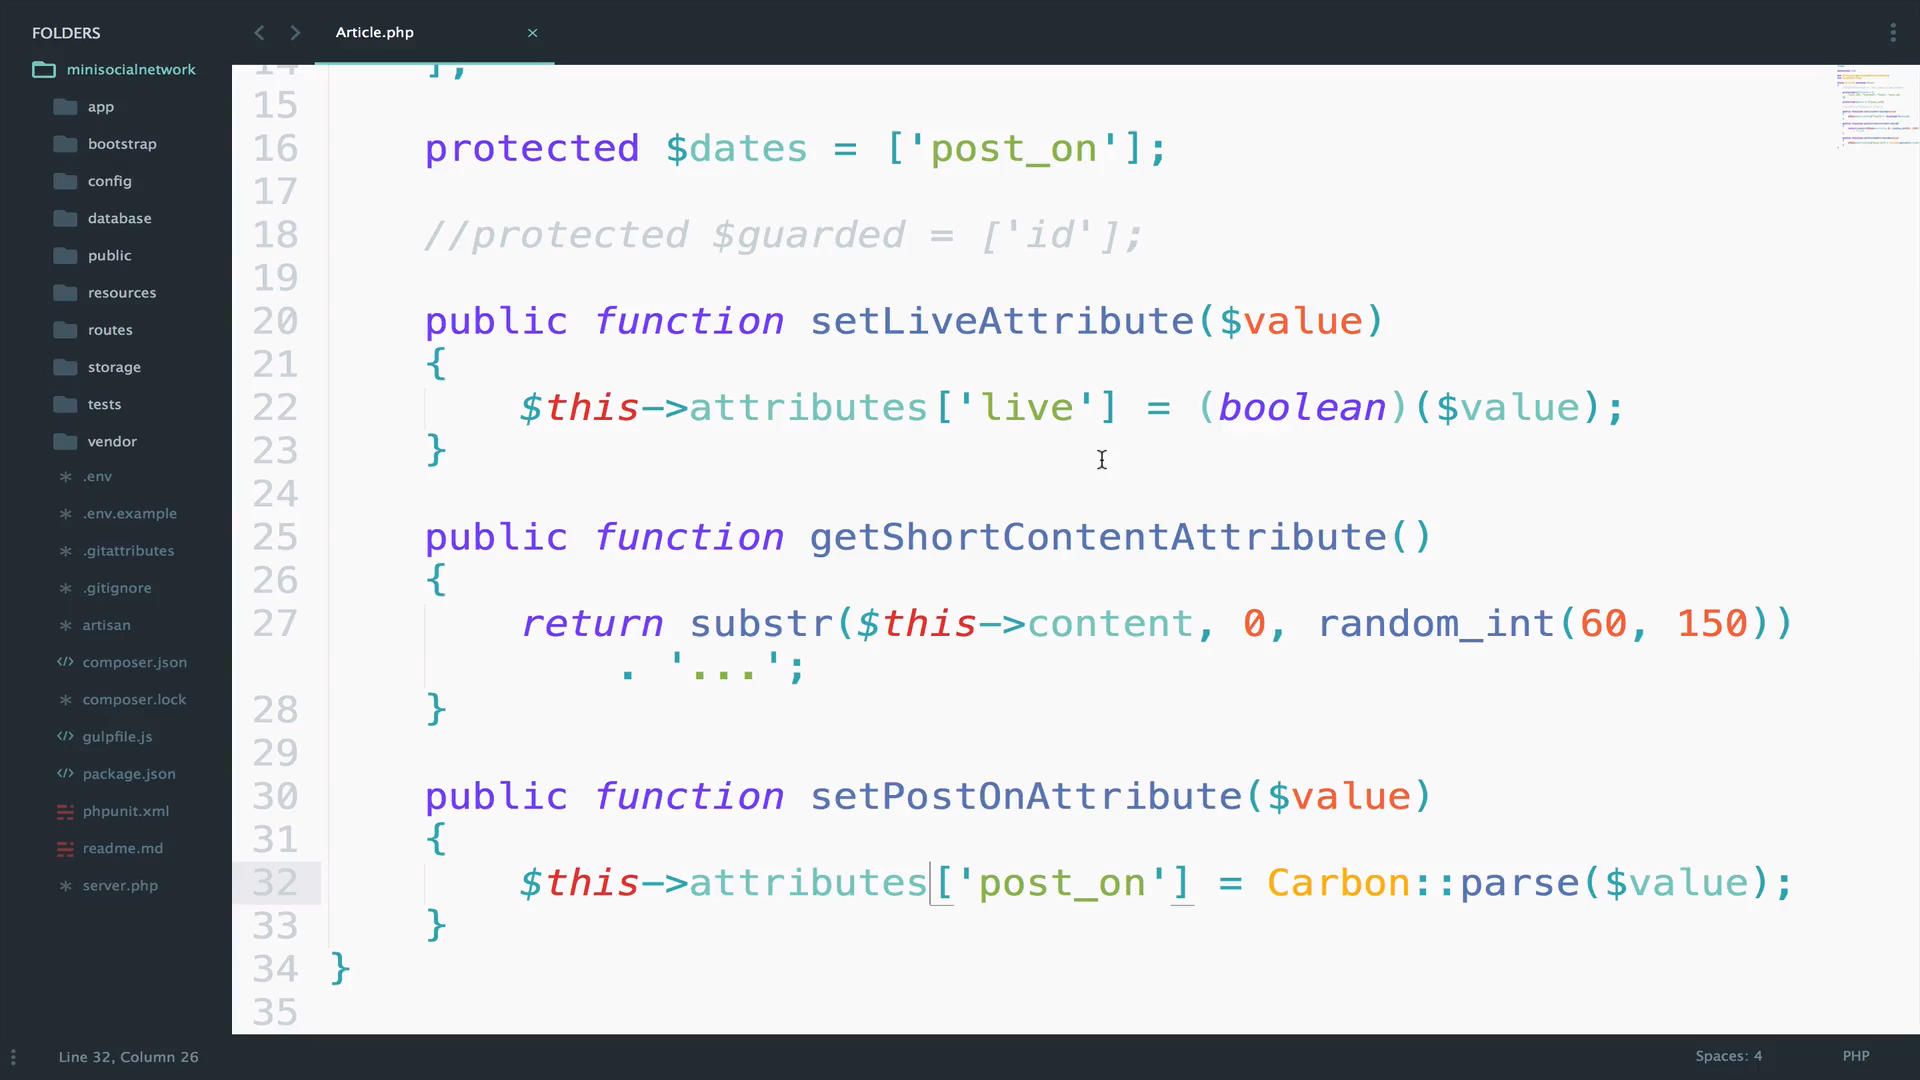 FOLDERS
minisocialnetwork
app
bootstrap
config
database
public
resources
routes
storage
tests
vendor
.env
.env.example
.gitattributes
.gitignore
artisan
composer.json
composer.lock
gulpfile.js
package.json
phpunit.xml
readme.md
server.php
Article.php
14 ];
15
16 protected $dates = ['post_on'];
17
18 //protected $guarded = ['id'];
19
20 public function setLiveAttribute($value)
21 {
22 $this->attributes['live'] = (boolean)($value);
23 }
24
25 public function getShortContentAttribute()
26 {
27 return substr($this->content, 0, random_int(60, 150))
. '...';
28 }
29
30 public function setPostOnAttribute($value)
31 {
32 $this->attributes['post_on'] = Carbon::parse($value);
33 }
34 }
35
Line 32, Column 26
Spaces: 4
PHP